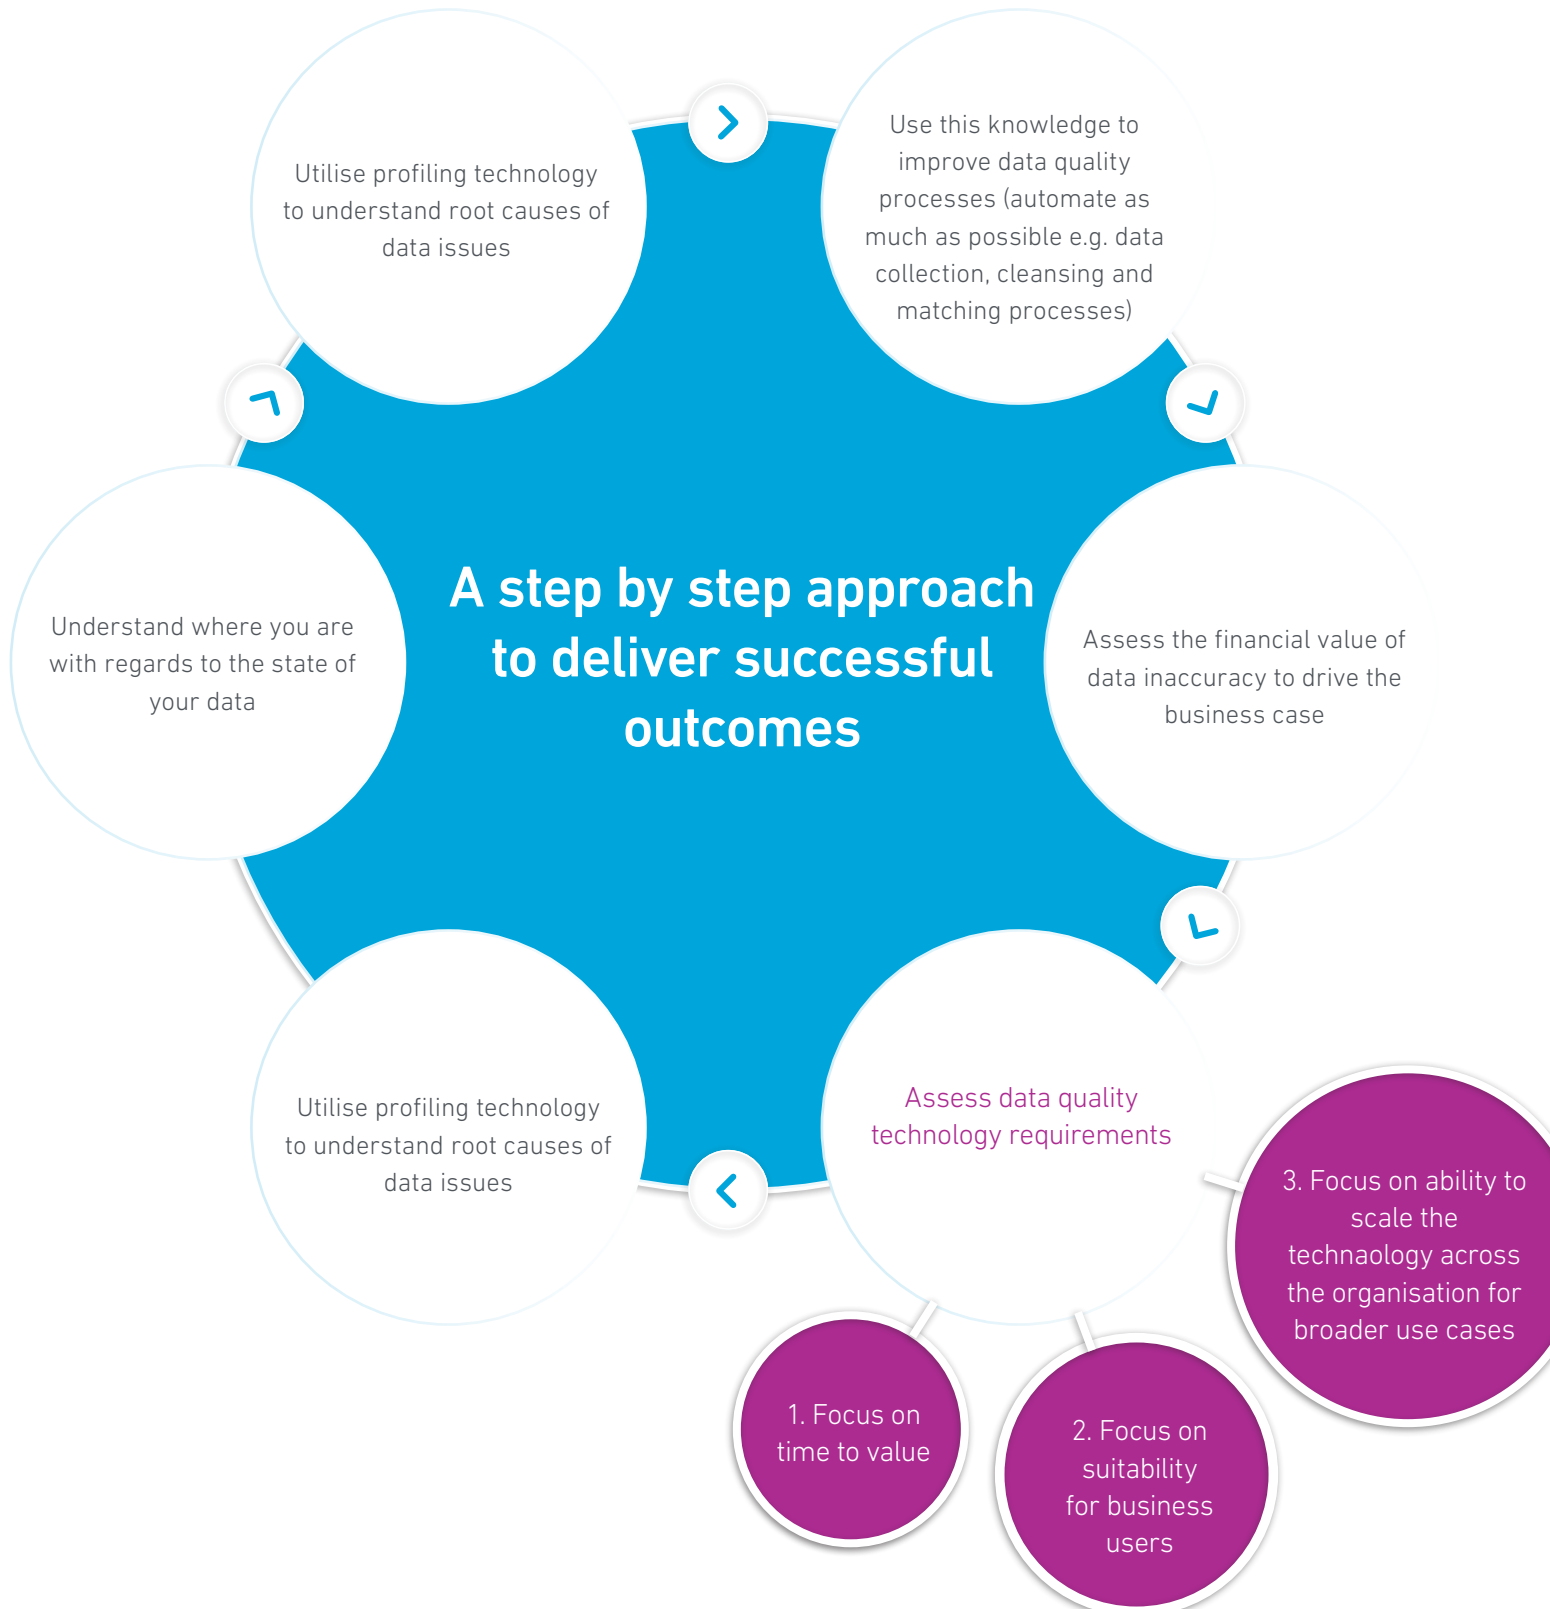 Utilise profiling technology
to understand root causes of
data issues
Use this knowledge to
improve data quality
processes (automate as
much as possible e.g. data
collection, cleansing and
matching processes)
Understand where you are
with regards to the state of
your data
A step by step approach
to deliver successful
outcomes
Assess the financial value of
data inaccuracy to drive the
business case
Utilise profiling technology
to understand root causes of
data issues
Assess data quality
technology requirements
1. Focus on
time to value
2. Focus on
suitability
for business
users
3. Focus on ability to
scale the
technaology across
the organisation for
broader use cases